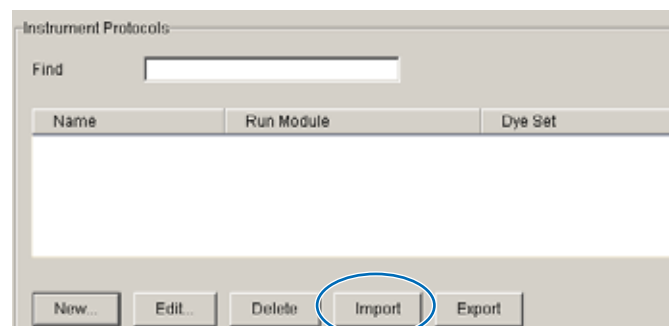 Instrument Protocols
Find
Name Run Module Dye Set
New... Edit... Delete Import Export